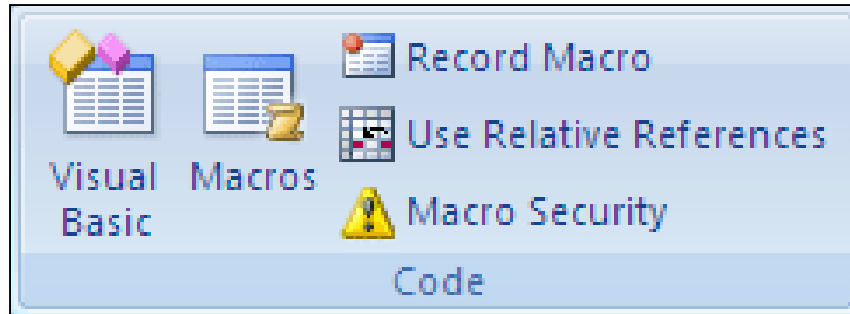 Visual
Basic
Macros
Record Macro
Use Relative References
Macro Security
Code